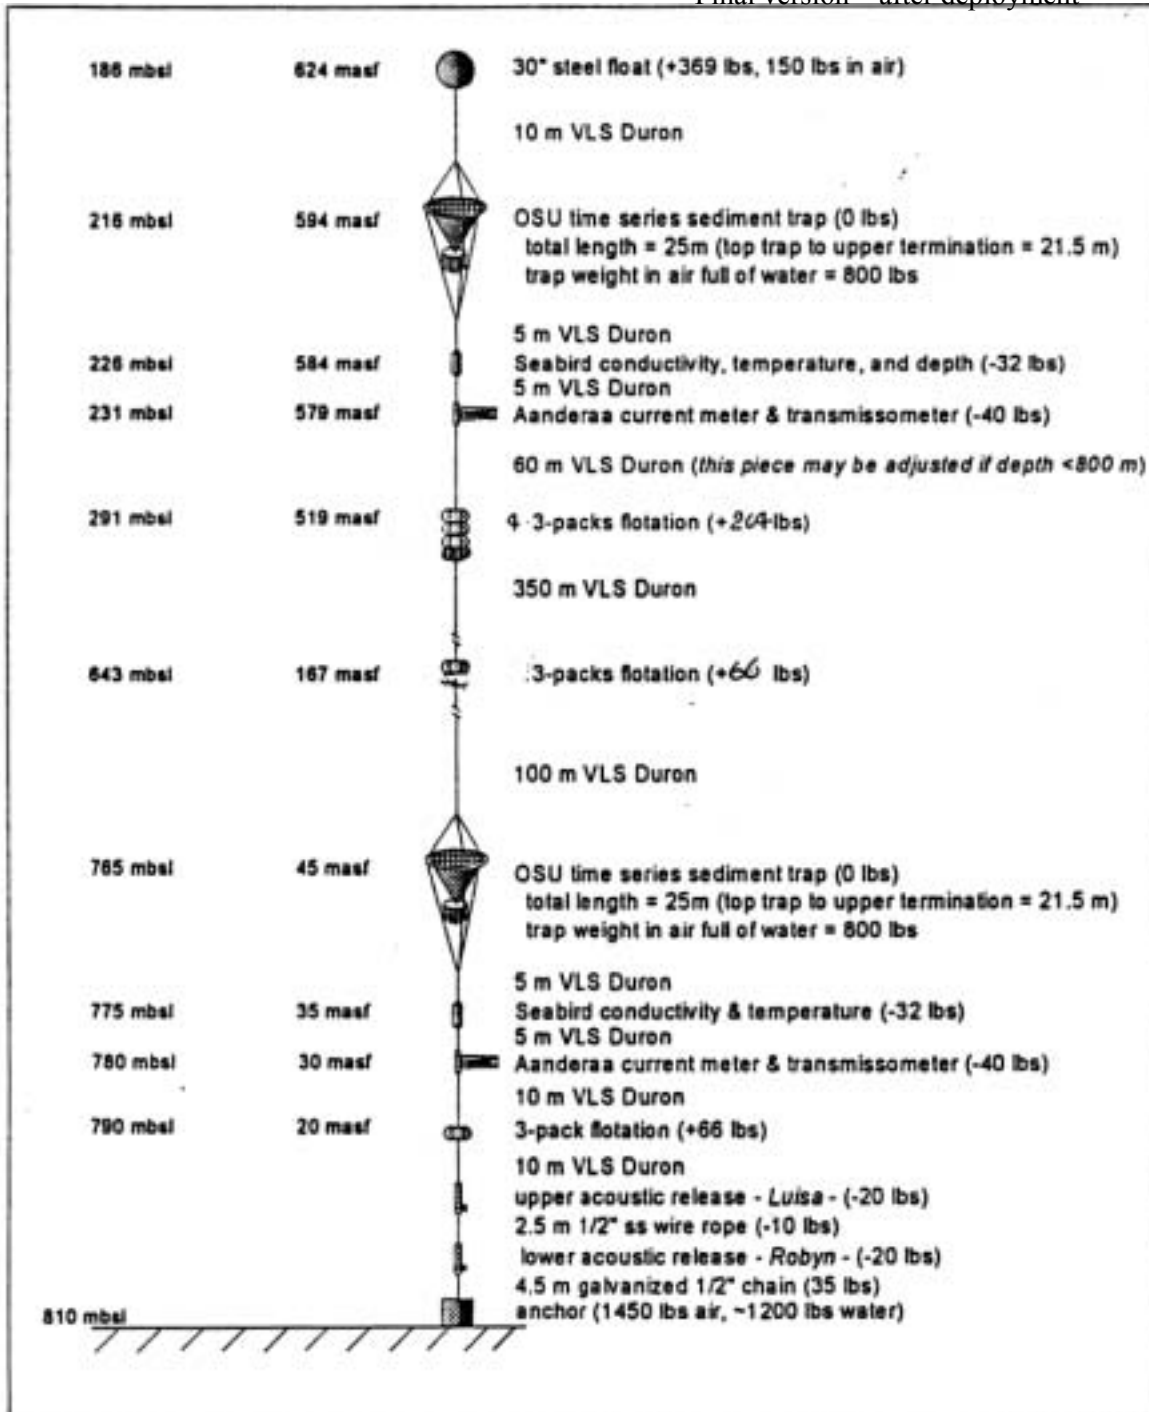 Final version – after deployment
186 mbsl 624 masf 30" steel float (+369 lbs, 150 lbs in air)
10 m VLS Duron
216 mbsl 594 masf OSU time series sediment trap (0 lbs)
total length = 25m (top trap to upper termination = 21.5 m)
trap weight in air full of water = 800 lbs
5 m VLS Duron
226 mbsl 584 masf Seabird conductivity, temperature, and depth (-32 lbs)
5 m VLS Duron
231 mbsl 579 masf Aanderaa current meter & transmissometer (-40 lbs)
60 m VLS Duron (this piece may be adjusted if depth <800 m)
291 mbsl 519 masf 4 3-packs flotation (+264 lbs)
350 m VLS Duron
643 mbsl 167 masf 3-packs flotation (+66 lbs)
100 m VLS Duron
765 mbsl 45 masf OSU time series sediment trap (0 lbs)
total length = 25m (top trap to upper termination = 21.5 m)
trap weight in air full of water = 800 lbs
5 m VLS Duron
775 mbsl 35 masf Seabird conductivity & temperature (-32 lbs)
5 m VLS Duron
780 mbsl 30 masf Aanderaa current meter & transmissometer (-40 lbs)
10 m VLS Duron
790 mbsl 20 masf 3-pack flotation (+66 lbs)
10 m VLS Duron
upper acoustic release - Luisa - (-20 lbs)
2.5 m 1/2" ss wire rope (-10 lbs)
lower acoustic release - Robyn - (-20 lbs)
4.5 m galvanized 1/2" chain (35 lbs)
810 mbsl anchor (1450 lbs air, ~1200 lbs water)